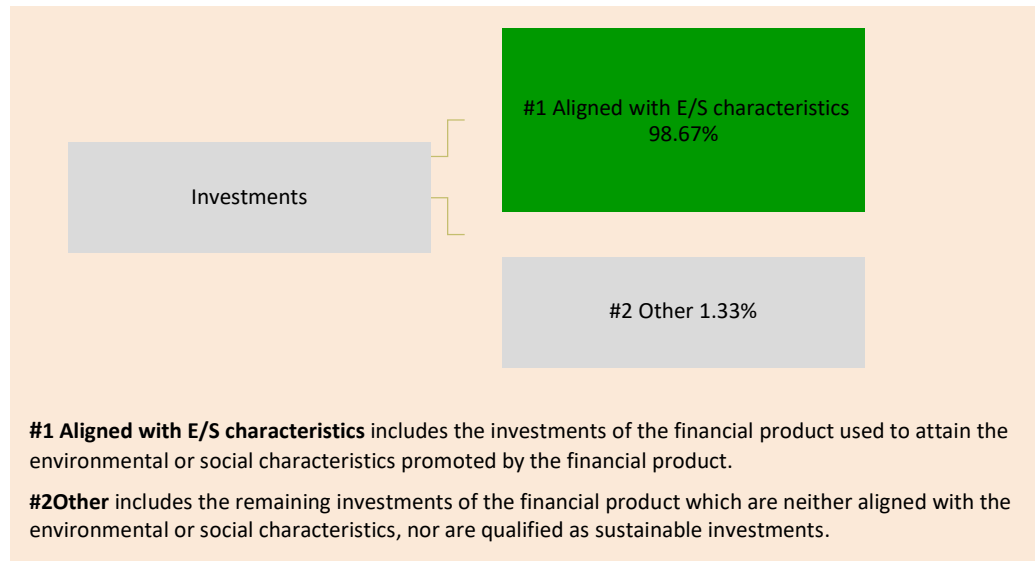 #1 Aligned with E/S characteristics
98.67%
Investments
#2 Other 1.33%
#1 Aligned with E/S characteristics includes the investments of the financial product used to attain the
environmental or social characteristics promoted by the financial product.
#2Other includes the remaining investments of the financial product which are neither aligned with the
environmental or social characteristics, nor are qualified as sustainable investments.